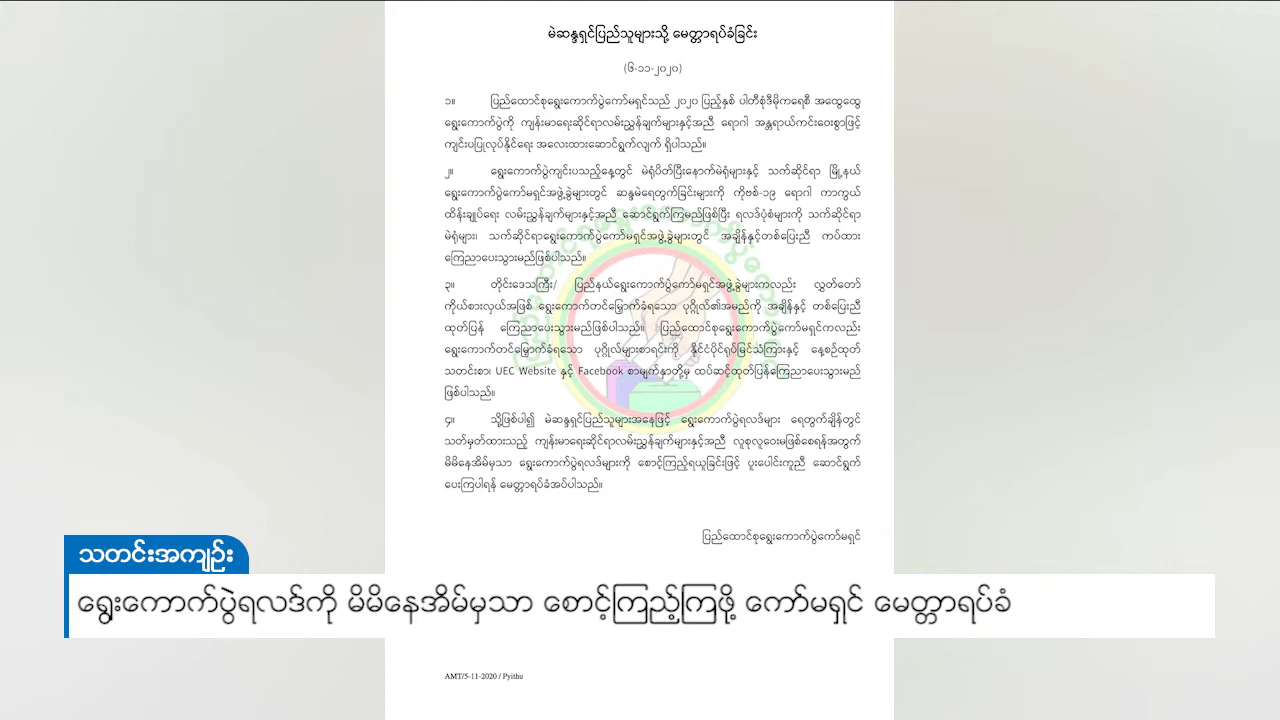 မဲဆန္ဒရှင်ပြည်သူများသို့ မေတ္တာရပ်ခံခြင်း
(၆-၁၁-၂၀၂၀)
၁။ ပြည်ထောင်စုရွေးကောက်ပွဲကော်မရှင်သည် ၂၀၂၀ ပြည့်နှစ် ပါတီစုံဒီမိုကရေစီ အထွေထွေ
ရွေးကောက်ပွဲကို ကျန်းမာရေးဆိုင်ရာလမ်းညွှန်ချက်များနှင့်အညီ ရောဂါ အန္တရာယ်ကင်းဝေးစွာဖြင့်
ကျင်းပပြုလုပ်နိုင်ရေး အလေးထားဆောင်ရွက်လျက် ရှိပါသည်။
၂။ ရွေးကောက်ပွဲကျင်းပသည့်နေ့တွင် မဲရုံပိတ်ပြီးနောက်မဲရုံများနှင့် သက်ဆိုင်ရာ မြို့နယ်
ရွေးကောက်ပွဲကော်မရှင်အဖွဲ့ခွဲများတွင် ဆန္ဒမဲရေတွက်ခြင်းများကို ကိုဗစ်-၁၉ ရောဂါ ကာကွယ်
ထိန်းချုပ်ရေး လမ်းညွှန်ချက်များနှင့်အညီ ဆောင်ရွက်ကြမည်ဖြစ်ပြီး ရလဒ်ပုံစံများကို သက်ဆိုင်ရာ
မဲရုံများ၊ သက်ဆိုင်ရာရွေးကောက်ပွဲကော်မရှင်အဖွဲ့ခွဲများတွင် အချိန်နှင့်တစ်ပြေးညီ ကပ်ထား
ကြေညာပေးသွားမည်ဖြစ်ပါသည်။
၃။ တိုင်းဒေသကြီး/ ပြည်နယ်ရွေးကောက်ပွဲကော်မရှင်အဖွဲ့ခွဲများကလည်း လွှတ်တော်
ကိုယ်စားလှယ်အဖြစ် ရွေးကောက်တင်မြှောက်ခံရသော ပုဂ္ဂိုလ်၏အမည်ကို အချိန်နှင့် တစ်ပြေးညီ
ထုတ်ပြန် ကြေညာပေးသွားမည်ဖြစ်ပါသည်။ ပြည်ထောင်စုရွေးကောက်ပွဲကော်မရှင်ကလည်း
ရွေးကောက်တင်မြှောက်ခံရသော ပုဂ္ဂိုလ်များစာရင်းကို နိုင်ငံပိုင်ရုပ်မြင်သံကြားနှင့် နေ့စဉ်ထုတ်
သတင်းစာ၊ UEC Website နှင့် Facebook စာမျက်နှာတို့မှ ထပ်ဆင့်ထုတ်ပြန်ကြေညာပေးသွားမည်
ဖြစ်ပါသည်။
၄။ သို့ဖြစ်ပါ၍ မဲဆန္ဒရှင်ပြည်သူများအနေဖြင့် ရွေးကောက်ပွဲရလဒ်များ ရေတွက်ချိန်တွင်
သတ်မှတ်ထားသည့် ကျန်းမာရေးဆိုင်ရာလမ်းညွှန်ချက်များနှင့်အညီ လူစုလူဝေးမဖြစ်စေရန်အတွက်
မိမိနေအိမ်မှသာ ရွေးကောက်ပွဲရလဒ်များကို စောင့်ကြည့်ရယူခြင်းဖြင့် ပူးပေါင်းကူညီ ဆောင်ရွက်
ပေးကြပါရန် မေတ္တာရပ်ခံအပ်ပါသည်။
ပြည်ထောင်စုရွေးကောက်ပွဲကော်မရှင်
သတင်းအကျဉ်း
ရွေးကောက်ပွဲရလဒ်ကို မိမိနေအိမ်မှသာ စောင့်ကြည့်ကြဖို့ ကော်မရှင် မေတ္တာရပ်ခံ
AMT/5-11-2020 / Pyithu